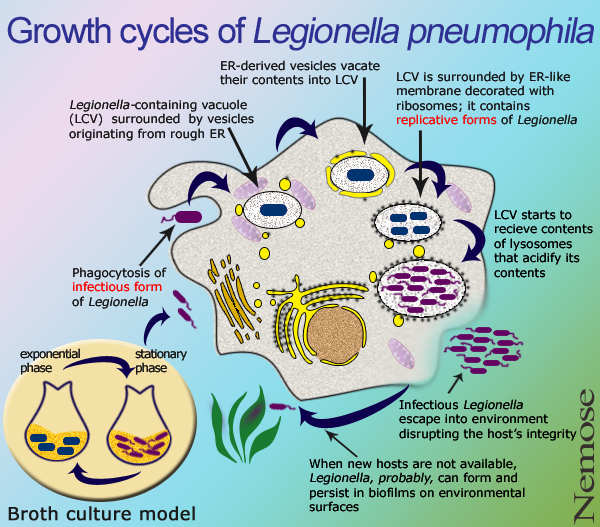 Growth cycles of Legionella pneumophila
ER-derived vesicles vacate
their contents into LCV
LCV is surrounded by ER-like
membrane decorated with
ribosomes; it contains
replicative forms of Legionella
Legionella-containing vacuole
(LCV) surrounded by vesicles
originating from rough ER
LCV starts to
recieve contents
of lysosomes
that acidify its
contents
Phagocytosis of
infectious form
of Legionella
exponential
phase
stationary
phase
Infectious Legionella
escape into environment
disrupting the host's integrity
When new hosts are not available,
Legionella, probably, can form and
persist in biofilms on environmental
surfaces
Broth culture model
Nemose